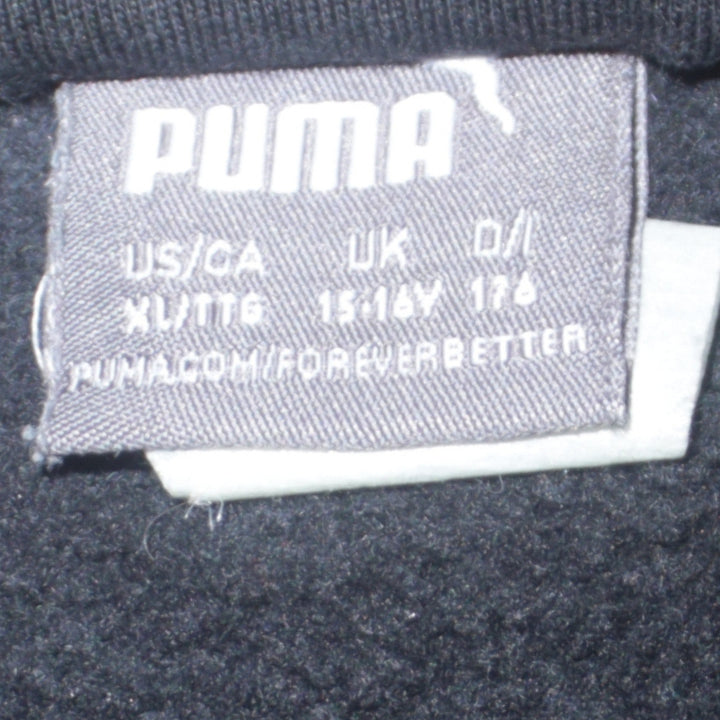 PUMA
US/CA UK D/I
XL/TTG 15-16Y 176
PUMA.COM/FOREVERBETTER